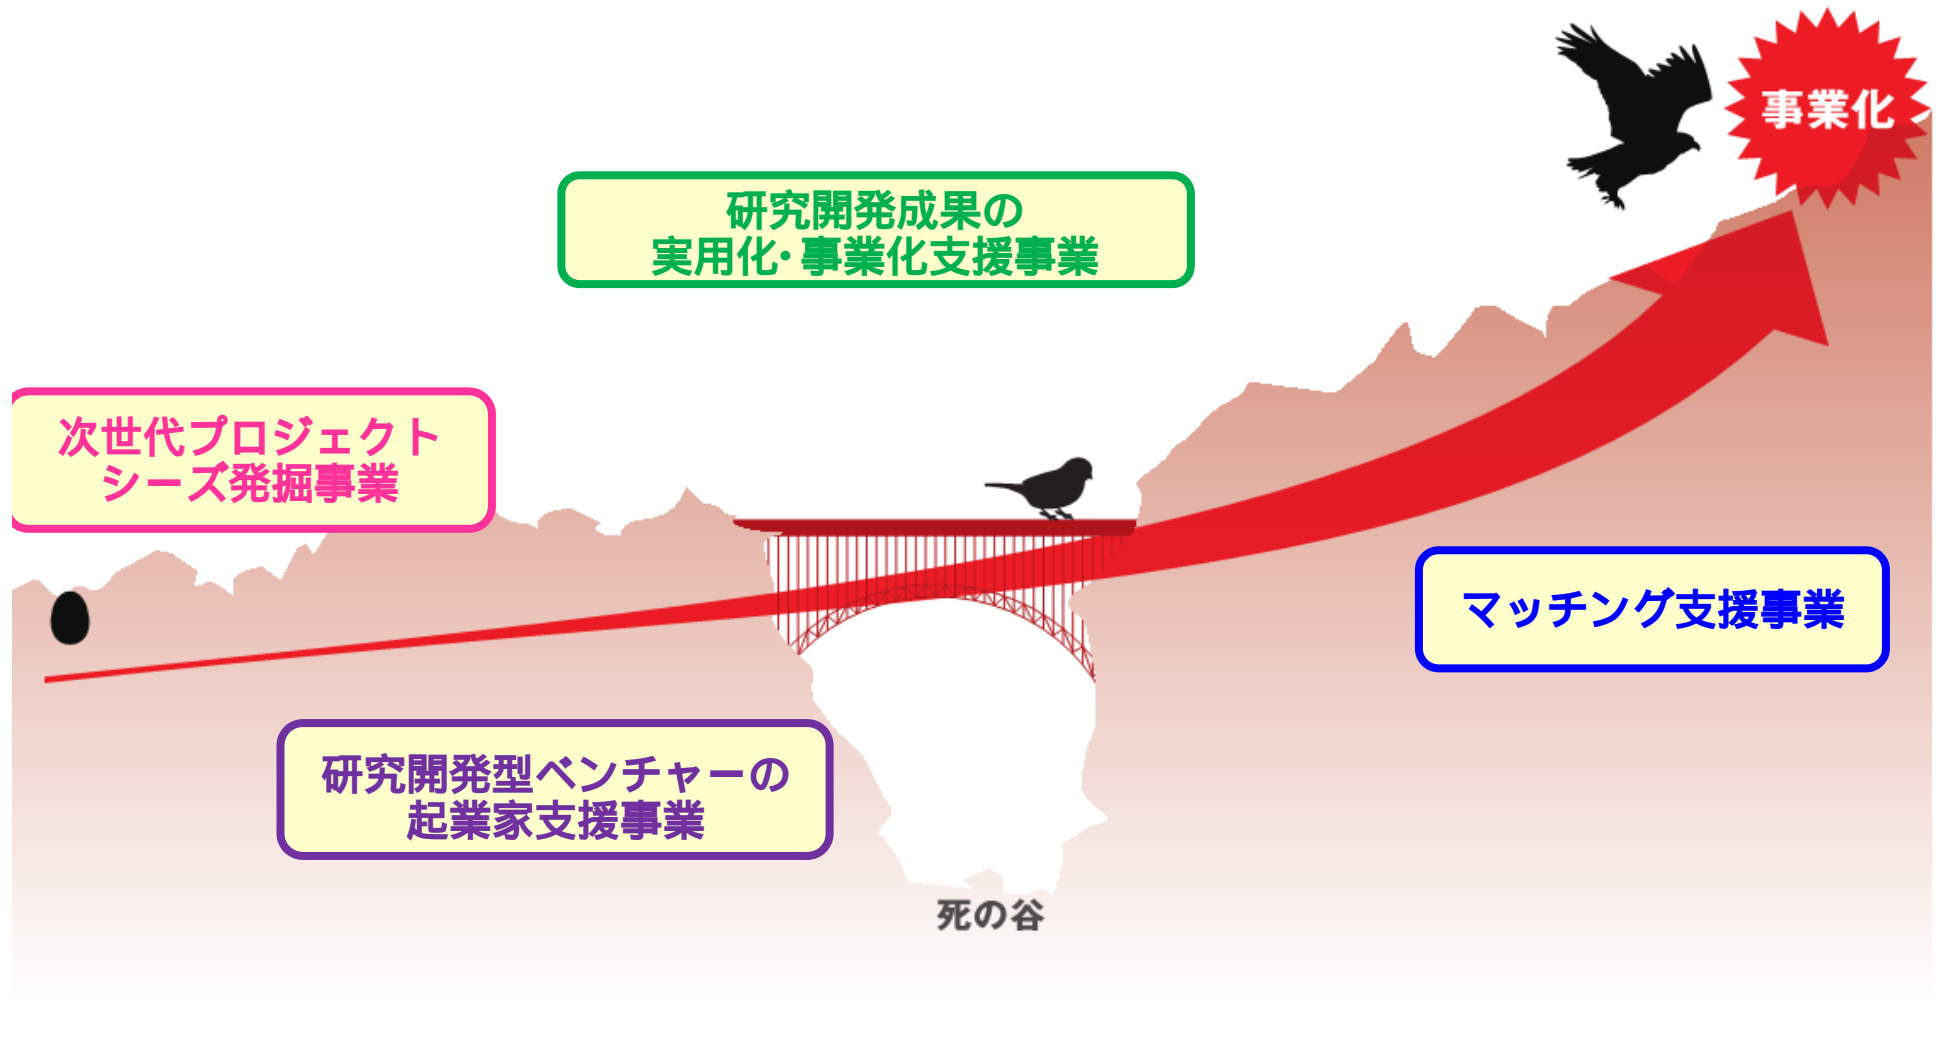 事業化
研究開発成果の
実用化・事業化支援事業
次世代プロジェクト
シーズ発掘事業
マッチング支援事業
研究開発型ベンチャーの
起業家支援事業
死の谷